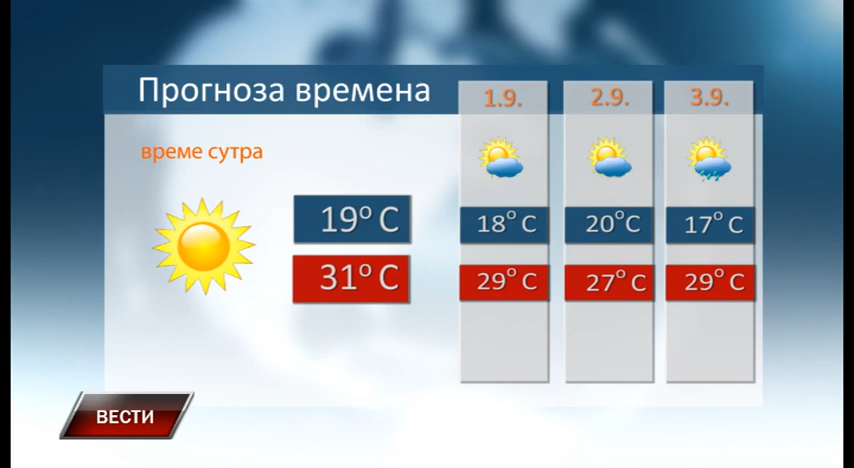 Прогноза времена
време сутра
19° C
31° C
1.9. 2.9. 3.9.
18° C 20°C 17° C
29° C 27° C 29° C
ВЕСТИ